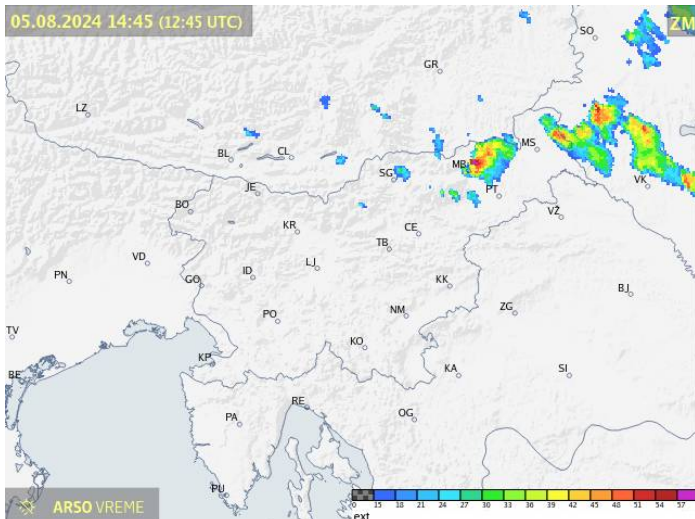 05.08.2024 14:45 (12:45 UTC)
ZM
SO
GR
LZ
MS
BL
CL
MB
SG
VK
JE
PT
BO
VŽ
KR
CE
TB
VD
LJ
PN
ID
GO
KK
BJ
PO
NM
ZG
TV
KO
KP
BE
KA
SI
RE
PA
OG
PU
ARSO VREME
0 15 18 21 24 27 30 33 36 39 42 45 48 51 54 57
ext